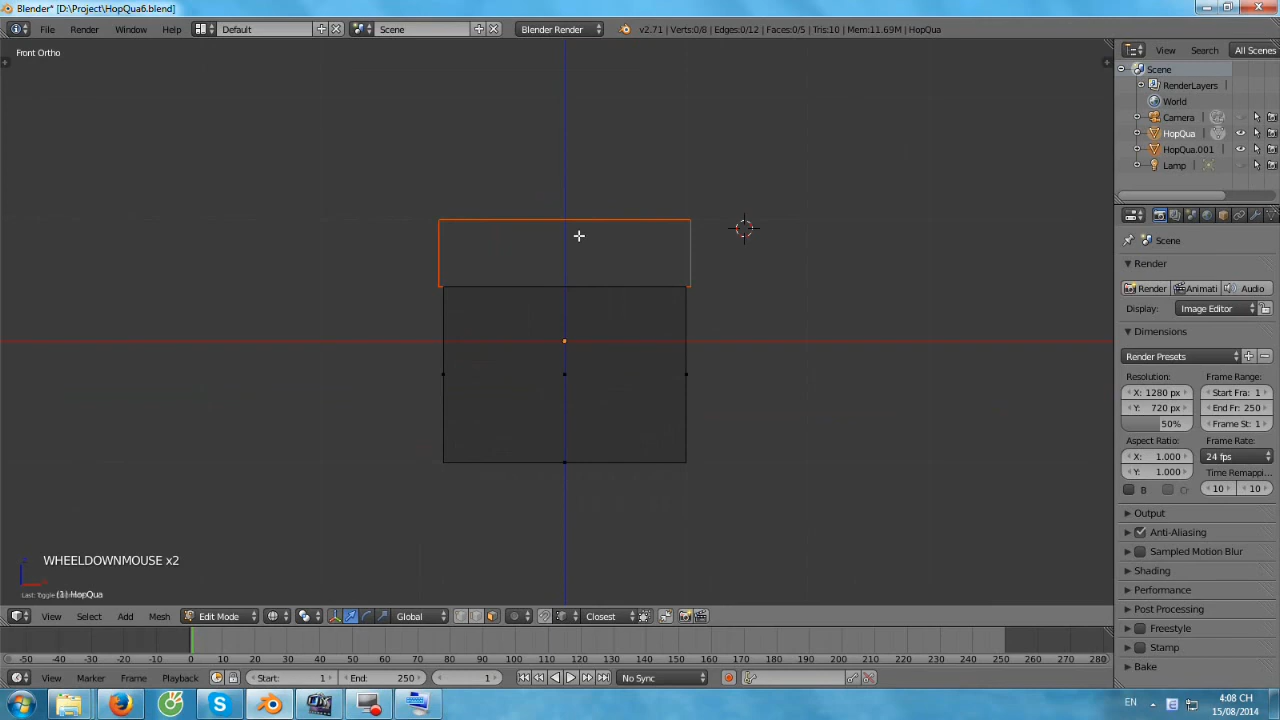 Blender* [D:\Project\HopQua6.blend]
File Render Window Help Default Scene Blender Render v2.71 | Verts:0/8 | Edges:0/12 | Faces:0/5 | Tris:10 | Mem:11.69M | HopQua
View Search All Scenes
Front Ortho
Scene
RenderLayers
World
Camera
HopQua
HopQua.001
Lamp
Scene
Render
Render Animati Audio
Display: Image Editor
Dimensions
Render Presets
Resolution: Frame Range:
X: 1280 px Start Fra: 1
Y: 720 px End Fr: 250
50% Frame St: 1
Aspect Ratio: Frame Rate:
X: 1.000 24 fps
Y: 1.000 Time Remappi...
B 10 10
Output
Anti-Aliasing
Sampled Motion Blur
Shading
Performance
Post Processing
Freestyle
Stamp
Bake
WHEELDOWNMOUSE x2
(1) HopQua
View Select Add Mesh Edit Mode Global Closest
-50 -40 -30 -20 -10 0 10 20 30 40 50 60 70 80 90 100 110 120 130 140 150 160 170 180 190 200 210 220 230 240 250 260 270 280
View Marker Frame Playback Start: 1 End: 250 1 No Sync
EN 4:08 CH
15/08/2014